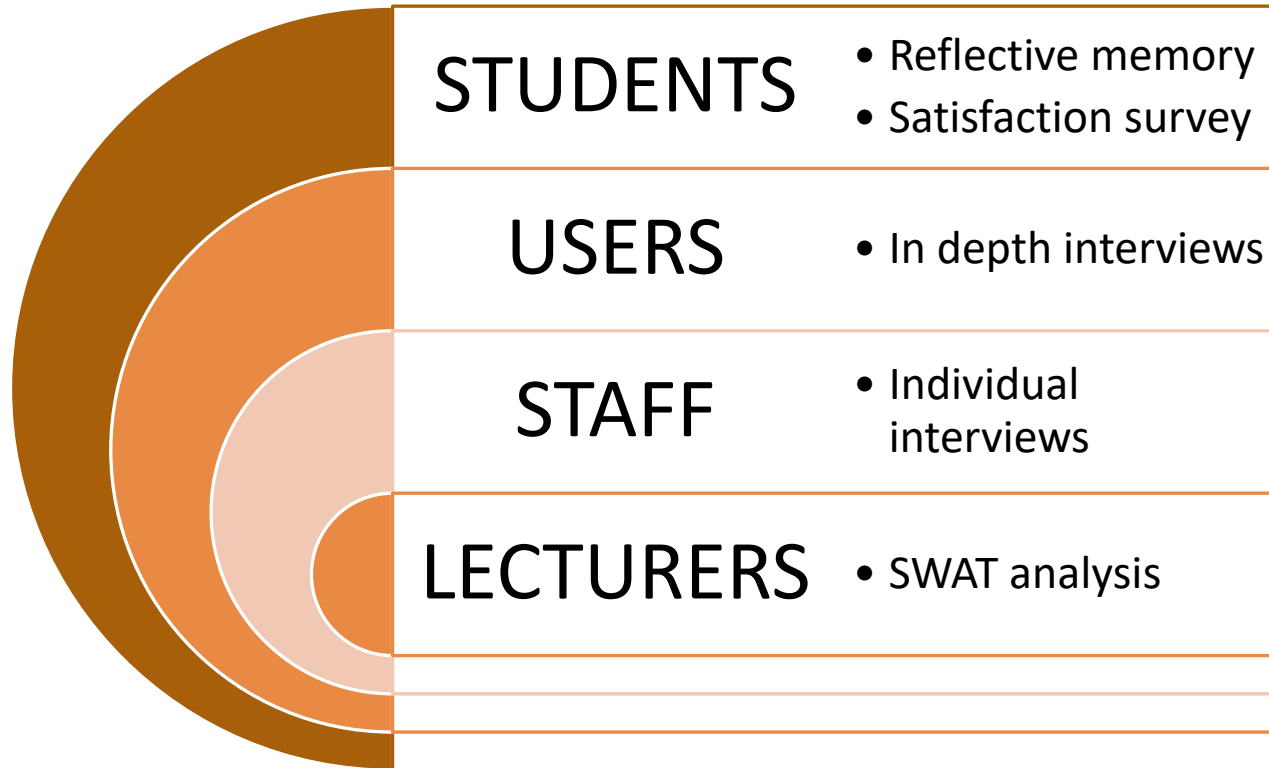 STUDENTS
• Reflective memory
• Satisfaction survey
USERS
• In depth interviews
STAFF
• Individual
interviews
LECTURERS
• SWAT analysis